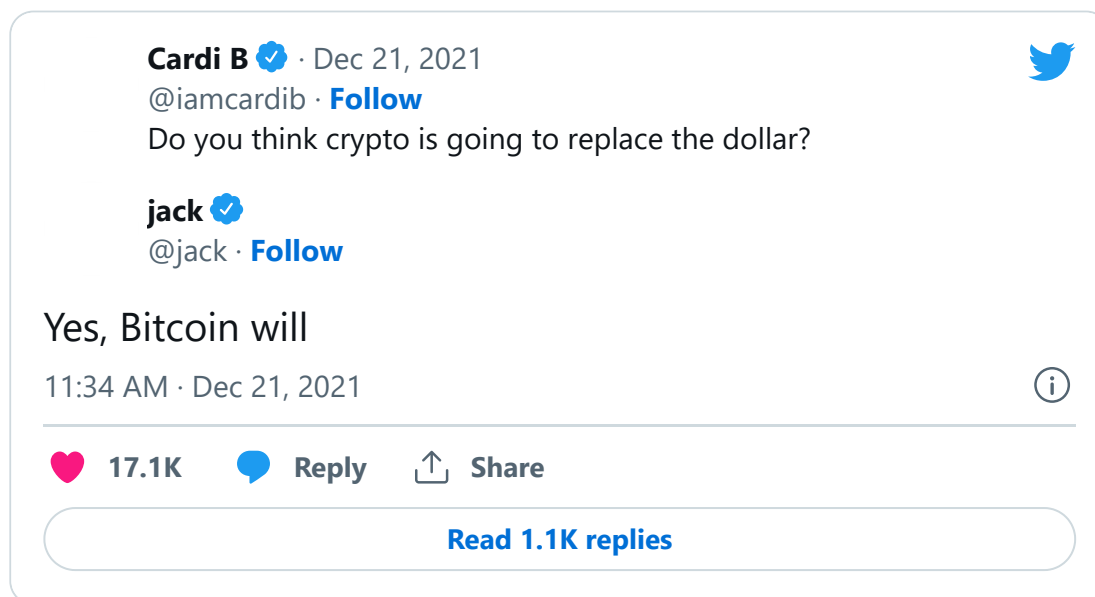 Cardi B · Dec 21, 2021
@iamcardib · Follow
Do you think crypto is going to replace the dollar?
jack
@jack · Follow
Yes, Bitcoin will
11:34 AM · Dec 21, 2021
17.1K Reply Share
Read 1.1K replies